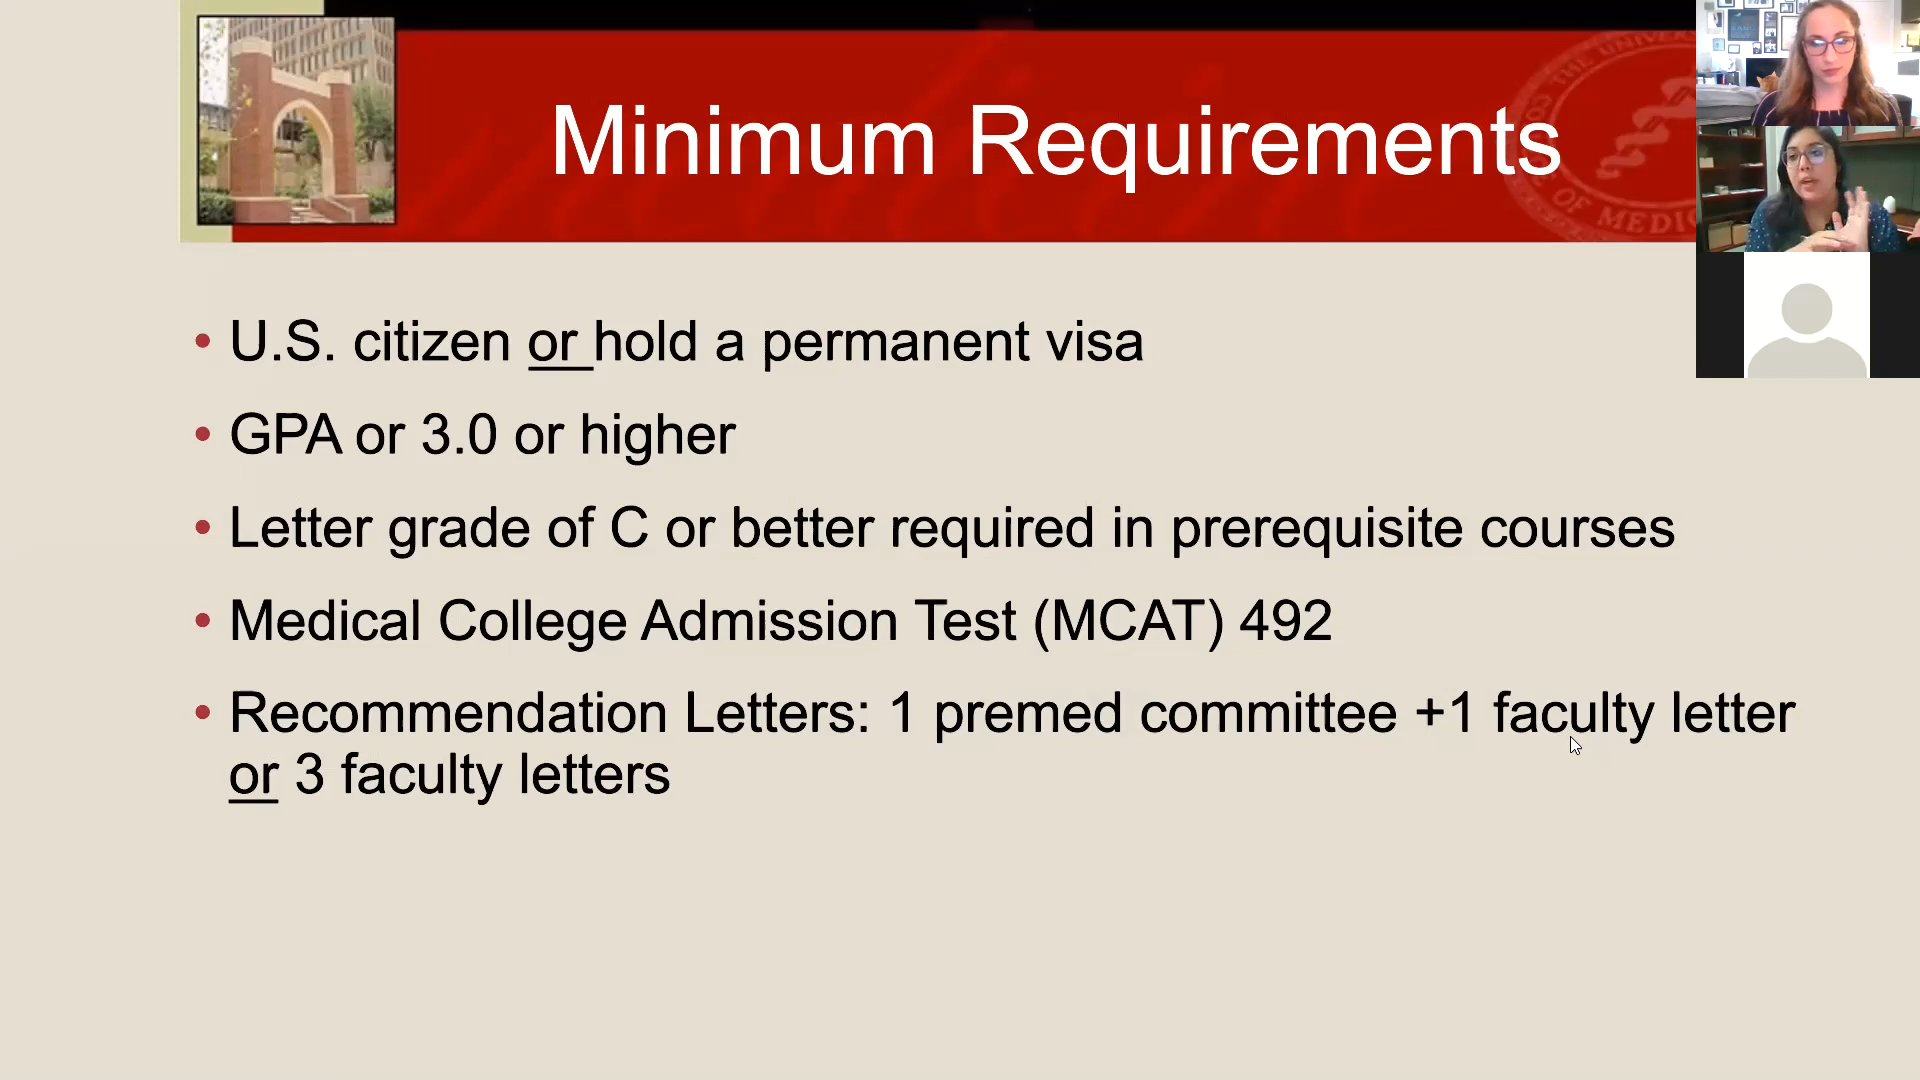 Minimum Requirements
• U.S. citizen or hold a permanent visa
• GPA or 3.0 or higher
• Letter grade of C or better required in prerequisite courses
• Medical College Admission Test (MCAT) 492
• Recommendation Letters: 1 premed committee +1 faculty letter
or 3 faculty letters